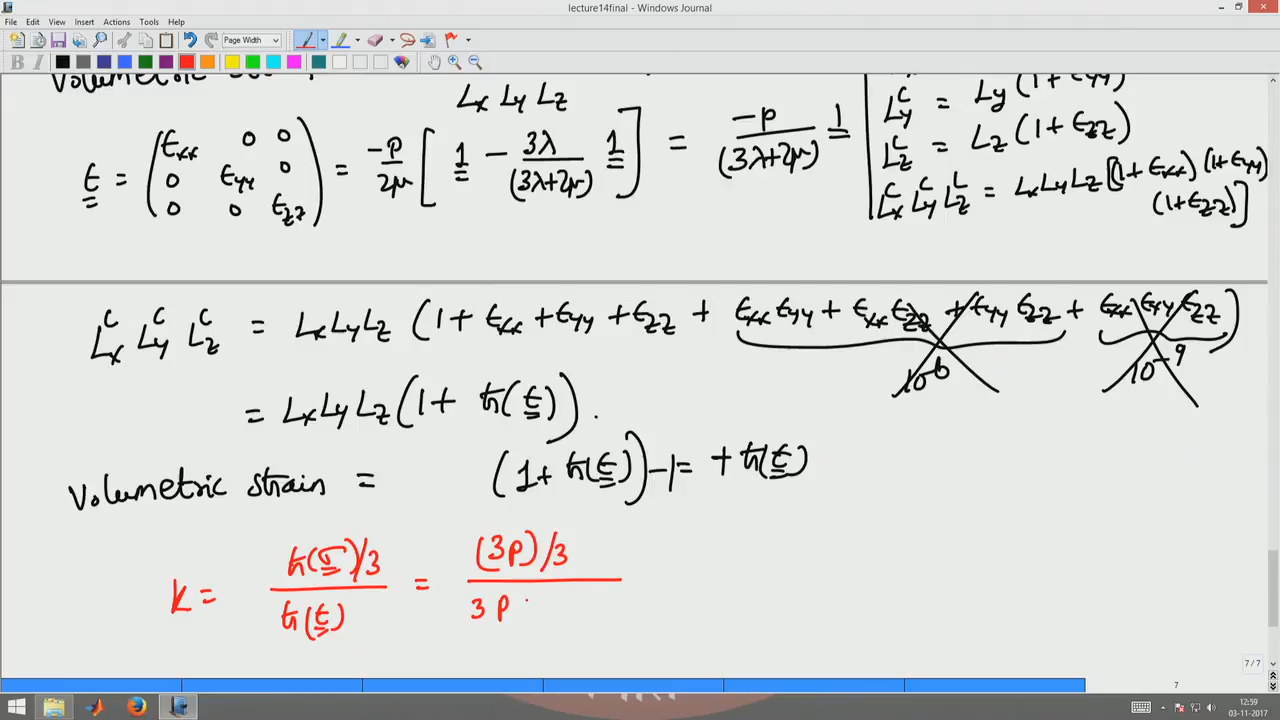 lecture14final - Windows Journal
File Edit View Insert Actions Tools Help
Page Width
B I
Lx Ly Lz
ε = (εxx 0 0
0 εyy 0
0 0 εzz) = -p/2μ [1 - 3λ/(3λ+2μ) 1] = -p/(3λ+2μ) 1
Ly^c = Ly (1+εyy)
Lz^c = Lz (1+εzz)
Lx^c Ly^c Lz^c = Lx Ly Lz [(1+εxx) (1+εyy)
(1+εzz)]
Lx^c Ly^c Lz^c = Lx Ly Lz (1 + εxx + εyy + εzz + εxx εyy + εxx εzz + εyy εzz + εxx εyy εzz)
10^-6 10^-9
= Lx Ly Lz (1 + tr(ε)).
Volumetric strain = (1 + tr(ε)) - 1 = + tr(ε)
K = tr(σ)/3 / tr(ε) = (3p)/3 / 3p
7 / 7
7
12:59
03-11-2017